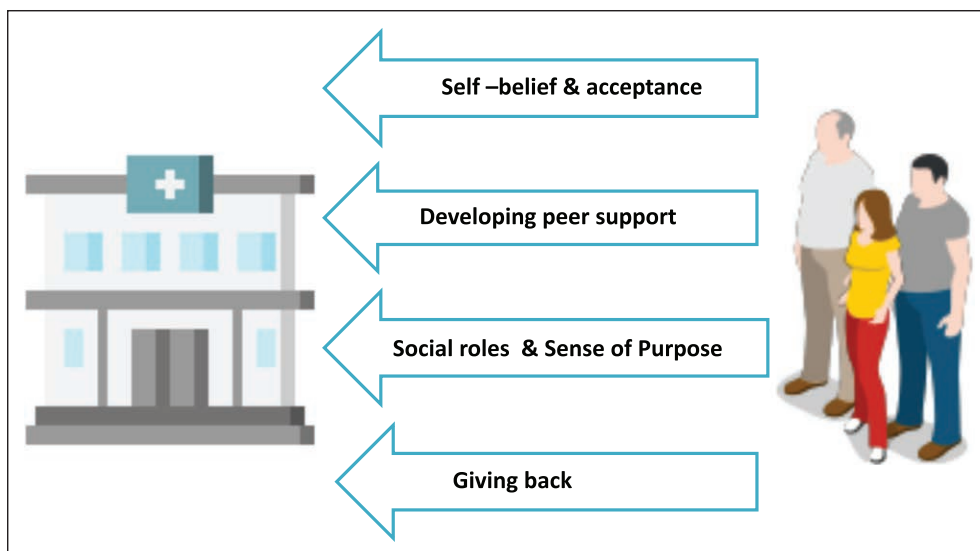 Self –belief & acceptance
Developing peer support
Social roles & Sense of Purpose
Giving back